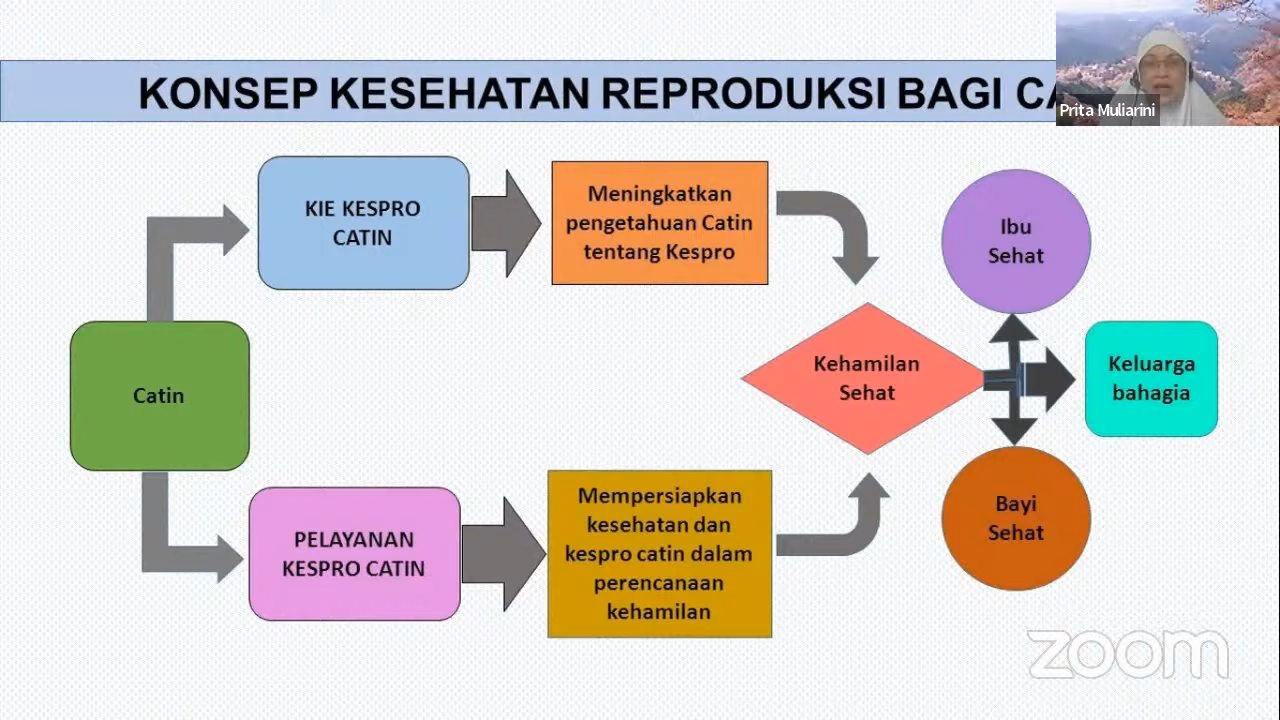 KONSEP KESEHATAN REPRODUKSI BAGI
Prita Muliarini
KIE KESPRO
CATIN
Meningkatkan
pengetahuan Catin
tentang Kespro
Ibu
Sehat
Catin
Kehamilan
Sehat
Keluarga
bahagia
PELAYANAN
KESPRO CATIN
Mempersiapkan
kesehatan dan
kespro catin dalam
perencanaan
kehamilan
Bayi
Sehat
zoom